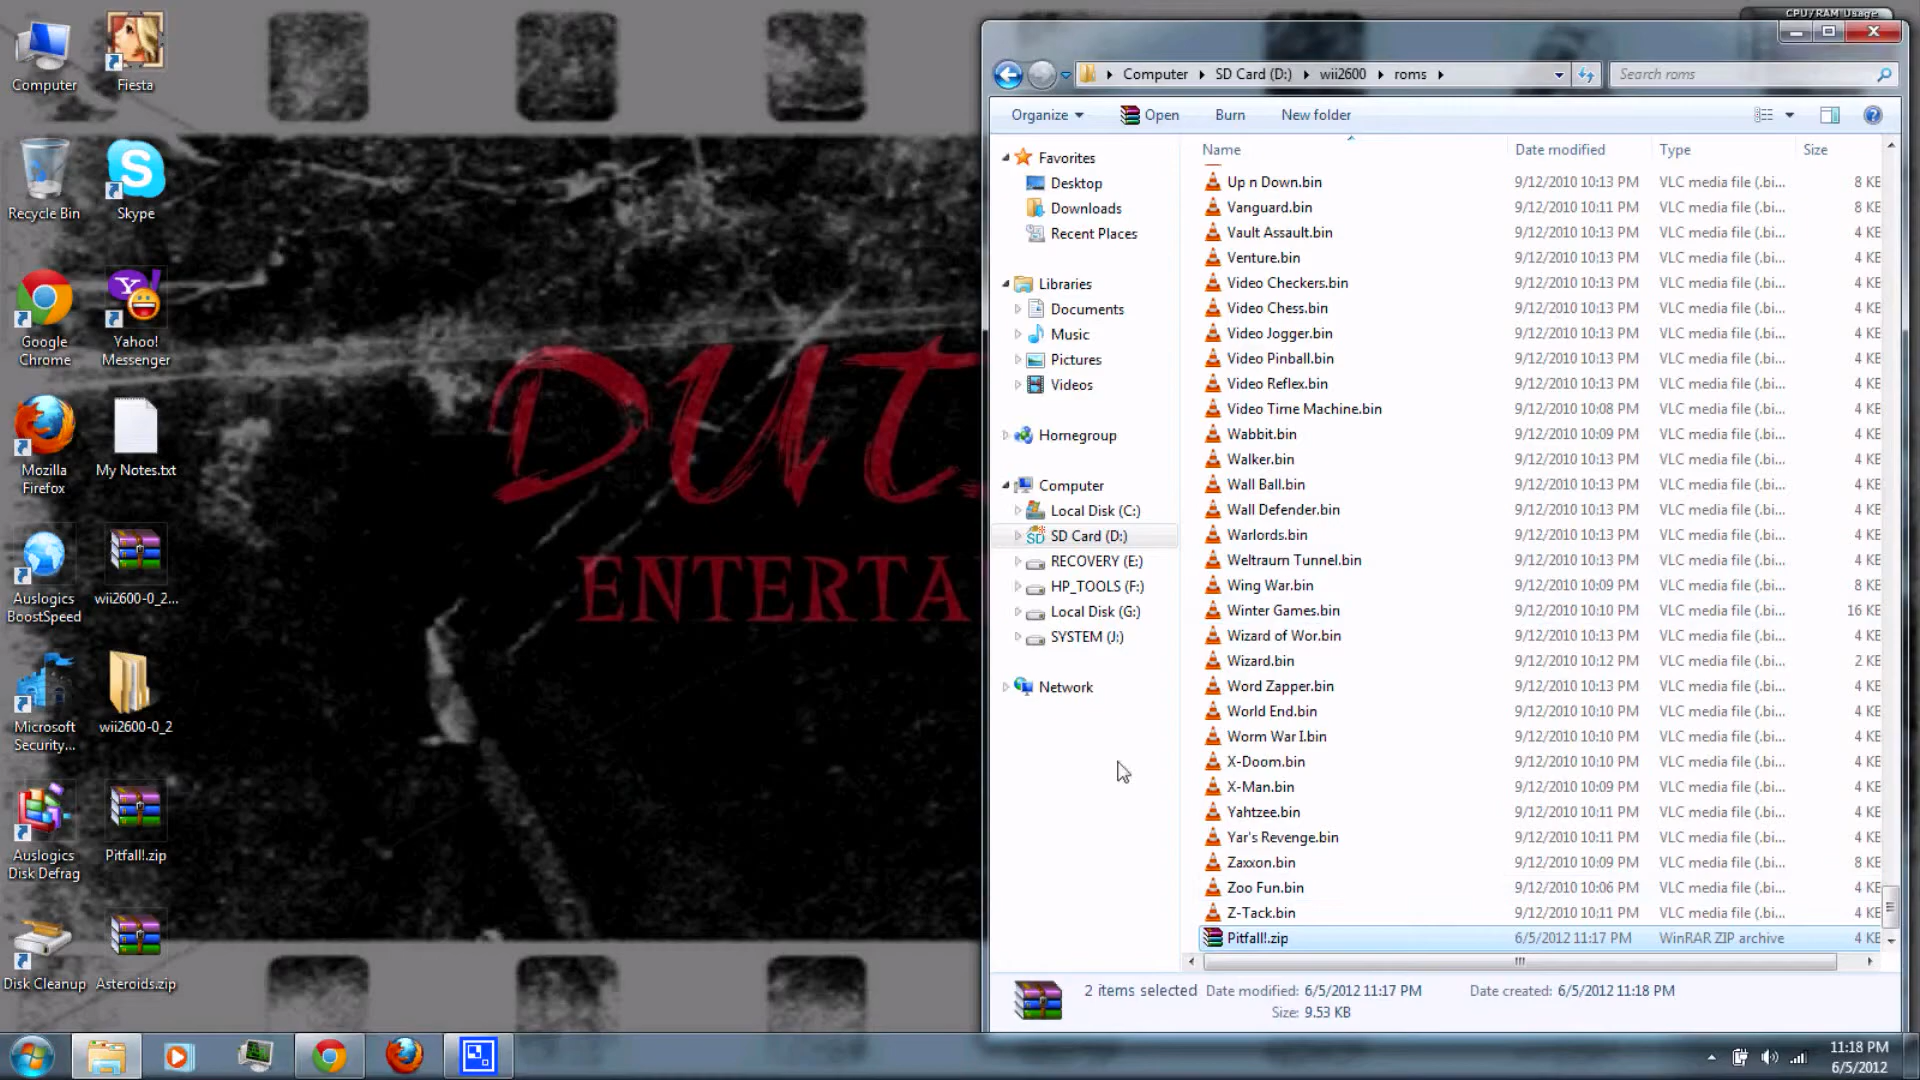 CPU/RAM Usage
Computer
Fiesta
Recycle Bin
Skype
Google Chrome
Yahoo! Messenger
Mozilla Firefox
My Notes.txt
Auslogics BoostSpeed
wii2600-0_2...
Microsoft Security...
wii2600-0_2
Auslogics Disk Defrag
Pitfall!.zip
Disk Cleanup
Asteroids.zip
DUT
ENTERTA
Computer SD Card (D:) wii2600 roms
Search roms
Organize Open Burn New folder
Favorites
Desktop
Downloads
Recent Places
Libraries
Documents
Music
Pictures
Videos
Homegroup
Computer
Local Disk (C:)
SD Card (D:)
RECOVERY (E:)
HP_TOOLS (F:)
Local Disk (G:)
SYSTEM (J:)
Network
Name Date modified Type Size
Up n Down.bin 9/12/2010 10:13 PM VLC media file (.bi... 8 KB
Vanguard.bin 9/12/2010 10:11 PM VLC media file (.bi... 8 KB
Vault Assault.bin 9/12/2010 10:13 PM VLC media file (.bi... 4 KB
Venture.bin 9/12/2010 10:13 PM VLC media file (.bi... 4 KB
Video Checkers.bin 9/12/2010 10:13 PM VLC media file (.bi... 4 KB
Video Chess.bin 9/12/2010 10:13 PM VLC media file (.bi... 4 KB
Video Jogger.bin 9/12/2010 10:13 PM VLC media file (.bi... 4 KB
Video Pinball.bin 9/12/2010 10:13 PM VLC media file (.bi... 4 KB
Video Reflex.bin 9/12/2010 10:13 PM VLC media file (.bi... 4 KB
Video Time Machine.bin 9/12/2010 10:08 PM VLC media file (.bi... 4 KB
Wabbit.bin 9/12/2010 10:09 PM VLC media file (.bi... 4 KB
Walker.bin 9/12/2010 10:13 PM VLC media file (.bi... 4 KB
Wall Ball.bin 9/12/2010 10:13 PM VLC media file (.bi... 4 KB
Wall Defender.bin 9/12/2010 10:13 PM VLC media file (.bi... 4 KB
Warlords.bin 9/12/2010 10:13 PM VLC media file (.bi... 4 KB
Weltraum Tunnel.bin 9/12/2010 10:13 PM VLC media file (.bi... 4 KB
Wing War.bin 9/12/2010 10:09 PM VLC media file (.bi... 8 KB
Winter Games.bin 9/12/2010 10:10 PM VLC media file (.bi... 16 KB
Wizard of Wor.bin 9/12/2010 10:13 PM VLC media file (.bi... 4 KB
Wizard.bin 9/12/2010 10:12 PM VLC media file (.bi... 2 KB
Word Zapper.bin 9/12/2010 10:13 PM VLC media file (.bi... 4 KB
World End.bin 9/12/2010 10:10 PM VLC media file (.bi... 4 KB
Worm War I.bin 9/12/2010 10:10 PM VLC media file (.bi... 4 KB
X-Doom.bin 9/12/2010 10:10 PM VLC media file (.bi... 4 KB
X-Man.bin 9/12/2010 10:09 PM VLC media file (.bi... 4 KB
Yahtzee.bin 9/12/2010 10:11 PM VLC media file (.bi... 4 KB
Yar's Revenge.bin 9/12/2010 10:11 PM VLC media file (.bi... 4 KB
Zaxxon.bin 9/12/2010 10:09 PM VLC media file (.bi... 8 KB
Zoo Fun.bin 9/12/2010 10:06 PM VLC media file (.bi... 4 KB
Z-Tack.bin 9/12/2010 10:11 PM VLC media file (.bi... 4 KB
Pitfall!.zip 6/5/2012 11:17 PM WinRAR ZIP archive 4 KB
2 items selected Date modified: 6/5/2012 11:17 PM Date created: 6/5/2012 11:18 PM
Size: 9.53 KB
11:18 PM
6/5/2012